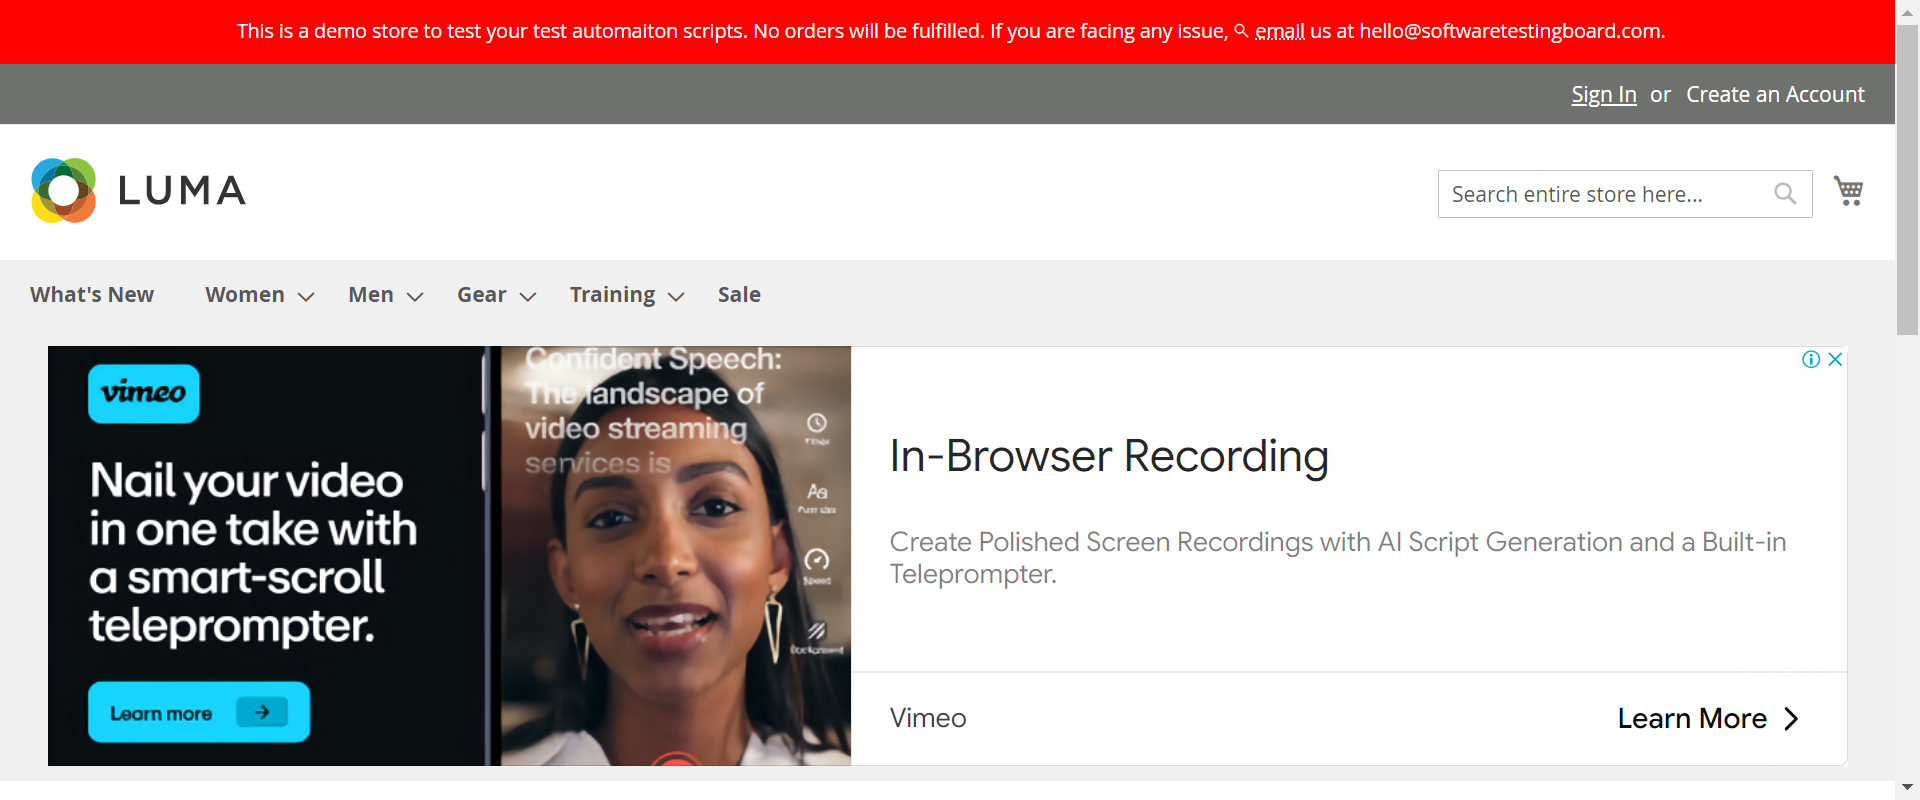 This is a demo store to test your test automaiton scripts. No orders will be fulfilled. If you are facing any issue, email us at hello@softwaretestingboard.com.
Sign In or Create an Account
LUMA
Search entire store here...
What's New Women Men Gear Training Sale
vimeo
Nail your video
in one take with
a smart-scroll
teleprompter.
Learn more
Confident Speech:
The landscape of
video streaming
services is
Timer
Aa
Font size
Speed
Background
In-Browser Recording
Create Polished Screen Recordings with AI Script Generation and a Built-in
Teleprompter.
Vimeo
Learn More